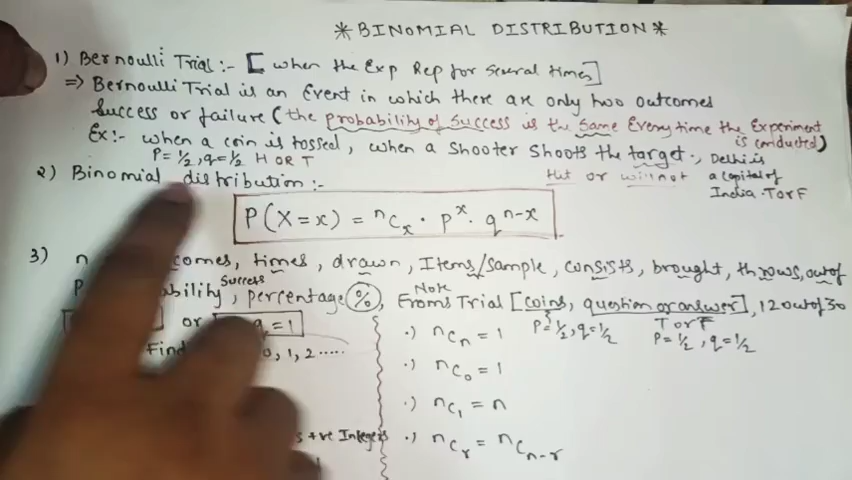 *BINOMIAL DISTRIBUTION*
1) Bernoulli Trial:- [when the Exp Rep for several times]
⇒ Bernoulli Trial is an Event in which there are only two outcomes
Success or failure (the probability of success is the same Every time the Experiment
is conducted)
Ex:- when a coin is tossed, when a shooter shoots the target., Delhi is
P=1/2, q=1/2 H OR T
Hit or will not
a capital of
India. T or F
2) Binomial distribution:-
P(X=x) = nCx · p^x · q^n-x
3) n comes, times, drawn, Items/sample, consists, brought, throws, out of
Success
Note
ability, percentage (%), From Trial [coins, question or answer], 12 out of 30
P=1/2, q=1/2
T or F
P=1/2, q=1/2
or q=1
Find 0, 1, 2 .....
·) nCn = 1
·) nC0 = 1
·) nC1 = n
+ve Integers
·) nCr = nCn-r